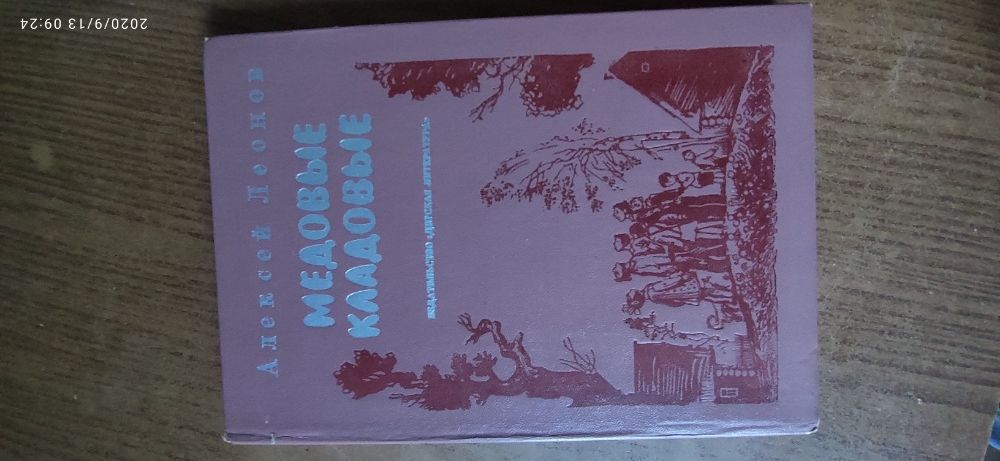 Алексей Леонов
МЕДОВЫЕ
КЛАДОВЫЕ
ИЗДАТЕЛЬСТВО «ДЕТСКАЯ ЛИТЕРАТУРА»
2020/9/13 09:24